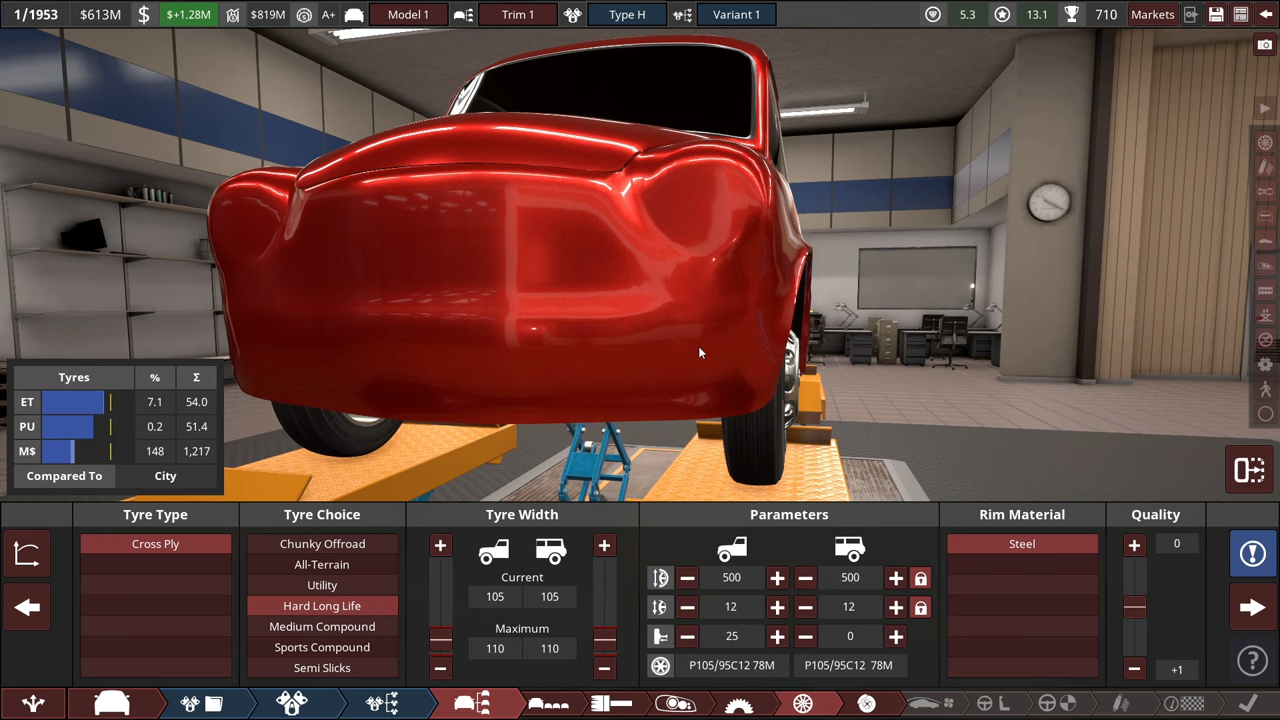 1/1953 $613M $ $+1.28M $819M A+ Model 1 Trim 1 Type H Variant 1 5.3 13.1 710 Markets
Tyres % Σ
ET 7.1 54.0
PU 0.2 51.4
M$ 148 1,217
Compared To City
Tyre Type
Cross Ply
Tyre Choice
Chunky Offroad
All-Terrain
Utility
Hard Long Life
Medium Compound
Sports Compound
Semi Slicks
Tyre Width
+ +
Current
105 105
Maximum
110 110
− −
Parameters
− 500 + − 500 +
− 12 + − 12 +
− 25 + − 0 +
P105/95C12 78M P105/95C12 78M
Rim Material
Steel
Quality
+ 0
− +1
?